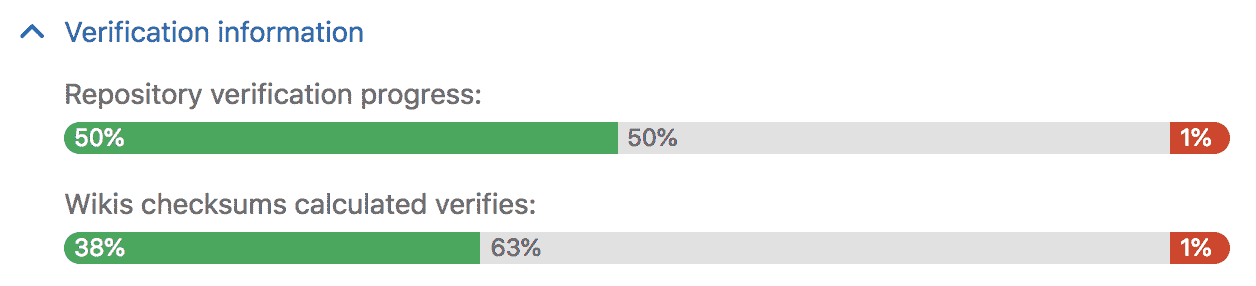 Verification information
Repository verification progress:
50% 50% 1%
Wikis checksums calculated verifies:
38% 63% 1%